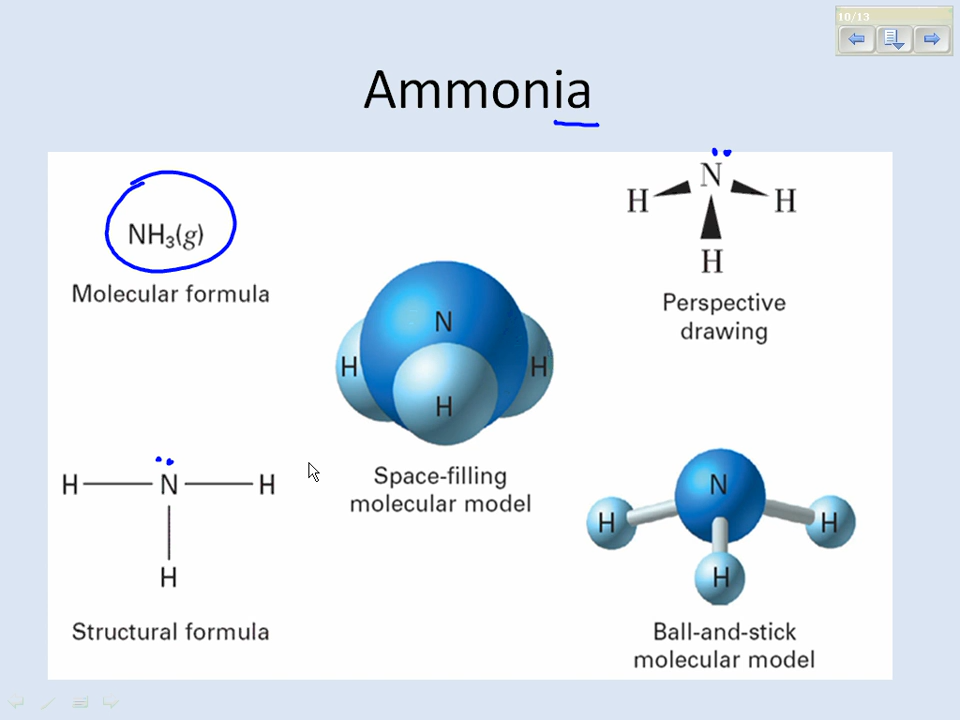 10/13
Ammonia
NH₃(g)
Molecular formula
N
H H
H
Perspective
drawing
N
H H
H
Space-filling
molecular model
H N H
H
Structural formula
N
H H
H
Ball-and-stick
molecular model